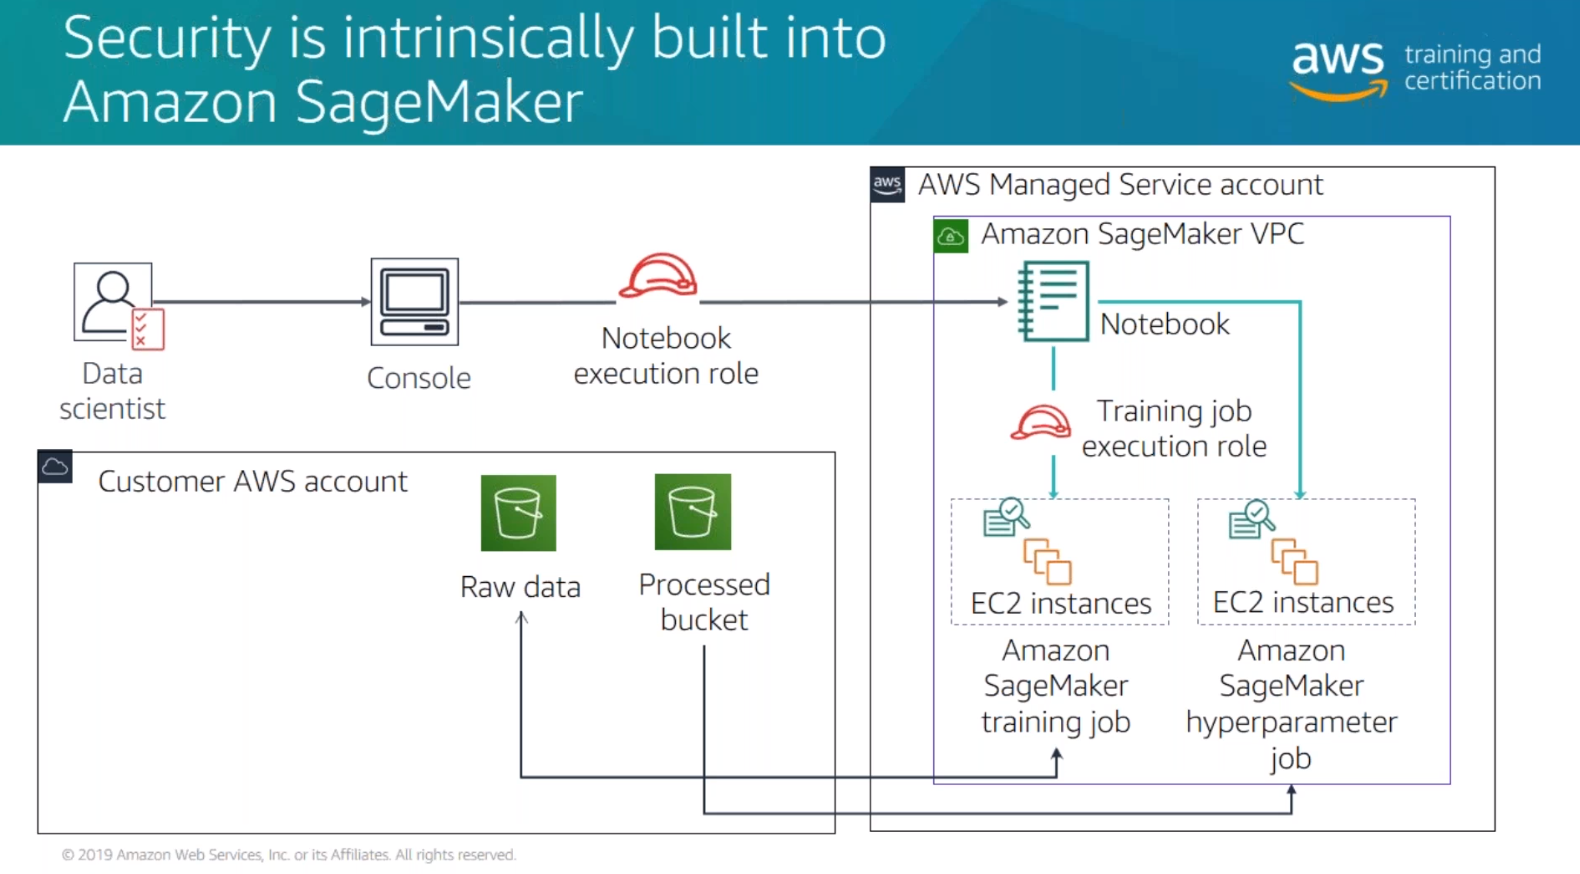 Security is intrinsically built into
Amazon SageMaker
aws
training and
certification
aws
AWS Managed Service account
Amazon SageMaker VPC
Notebook
Notebook
execution role
Data
scientist
Console
Training job
execution role
Customer AWS account
Raw data
Processed
bucket
EC2 instances
EC2 instances
Amazon
SageMaker
training job
Amazon
SageMaker
hyperparameter
job
© 2019 Amazon Web Services, Inc. or its Affiliates. All rights reserved.